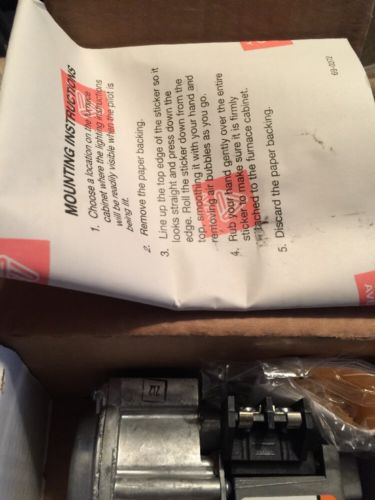 MOUNTING INSTRUCTIONS
1. Choose a location on the furnace
cabinet where the lighting instructions
will be readily visible when the pilot is
being lit.
2. Remove the paper backing.
3. Line up the top edge of the sticker so it
looks straight and press down the
edge. Roll the sticker down from the
top, smoothing it with your hand and
removing air bubbles as you go.
4. Rub your hand gently over the entire
sticker to make sure it is firmly
attached to the furnace cabinet.
5. Discard the paper backing.
69-0372
212